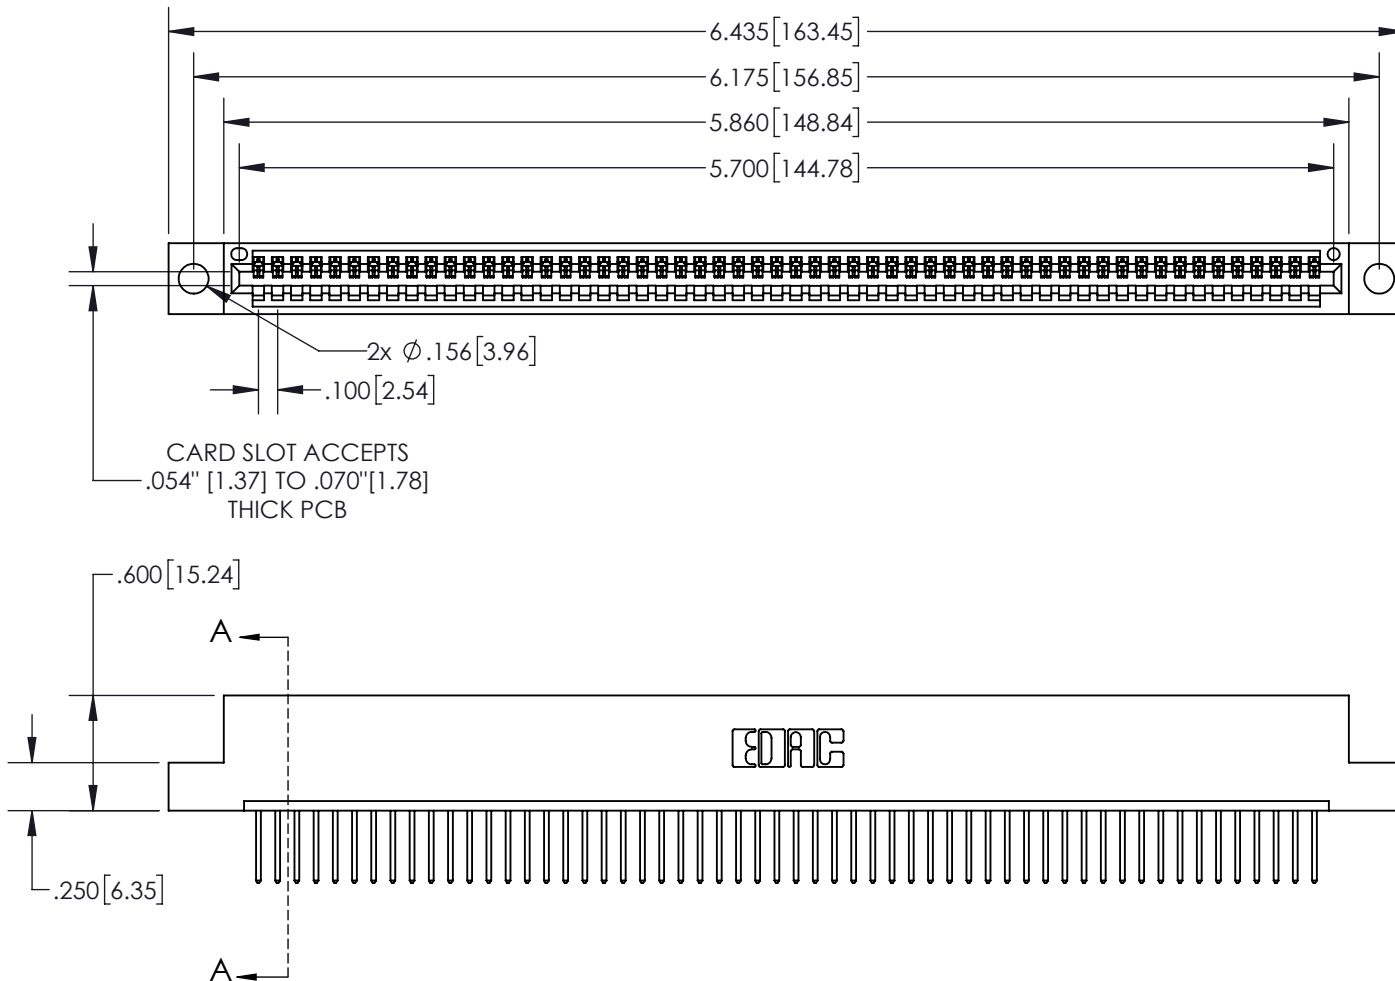 6.435[163.45]
6.175[156.85]
5.860[148.84]
5.700[144.78]
2x ∅.156[3.96]
.100[2.54]
CARD SLOT ACCEPTS
.054" [1.37] TO .070"[1.78]
THICK PCB
.600[15.24]
A
EDAC
.250[6.35]
A